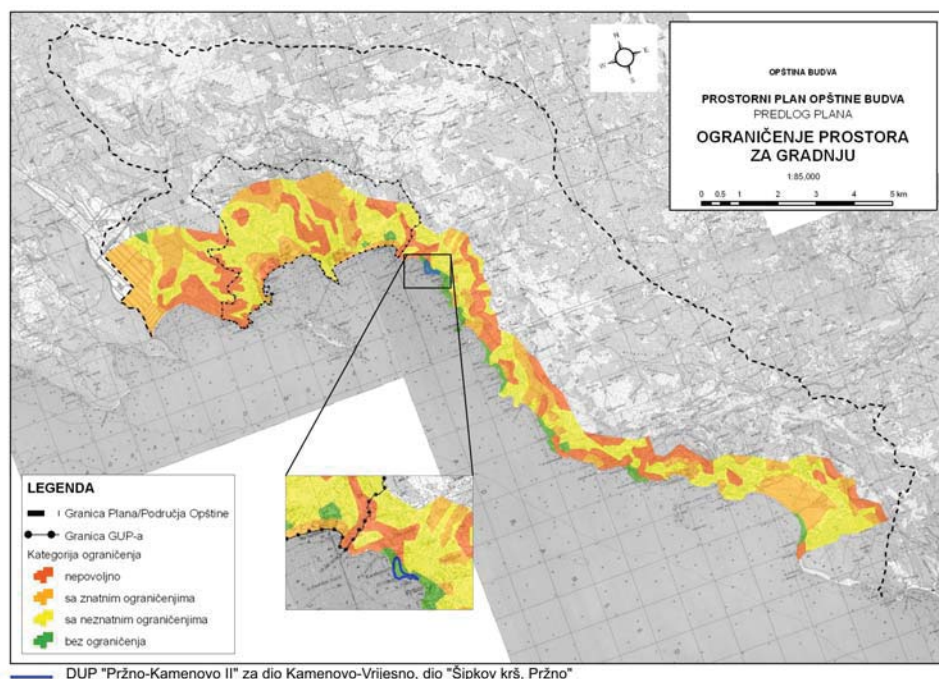 N
E
W
S
OPŠTINA BUDVA
PROSTORNI PLAN OPŠTINE BUDVA
PREDLOG PLANA
OGRANIČENJE PROSTORA
ZA GRADNJU
1:85,000
0 0.5 1 2 3 4 5 km
LEGENDA
Granica Plana/Područja Opštine
Granica GUP-a
Kategorija ograničenja
nepovoljno
sa znatnim ograničenjima
sa neznatnim ograničenjima
bez ograničenja
DUP "Pržno-Kamenovo II" za dio Kamenovo-Vrijesno, dio "Šipkov krš, Pržno"